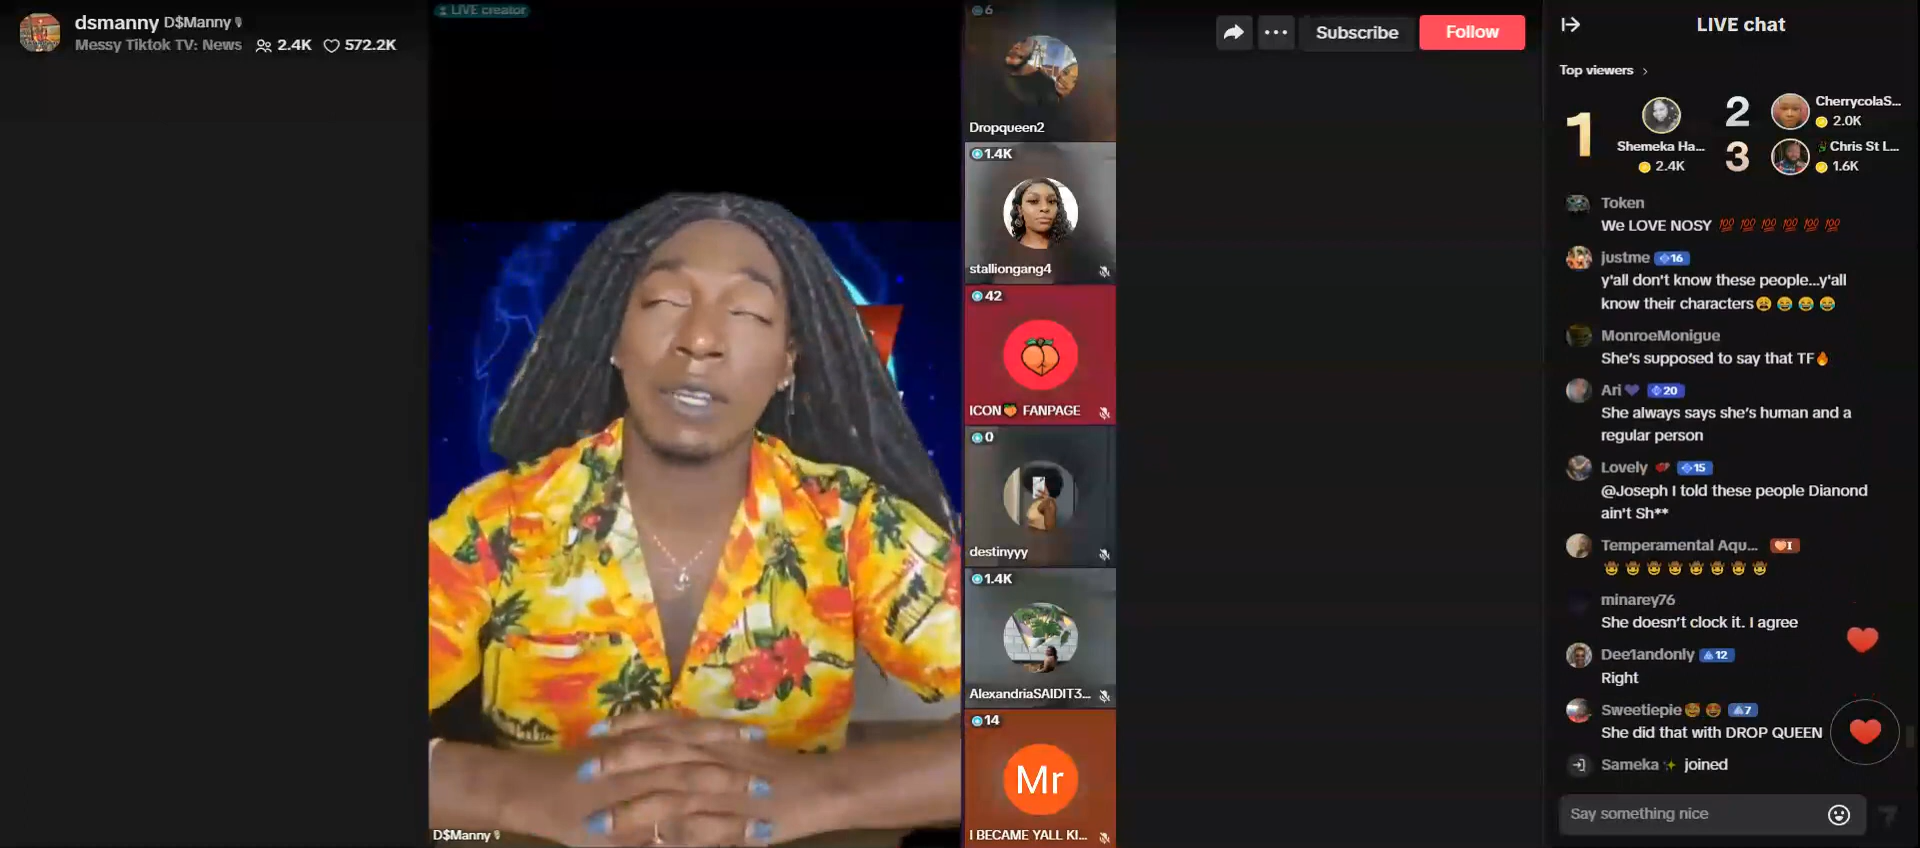 dsmanny D$Manny
Messy Tiktok TV: News 2.4K 572.2K
LIVE creator
D$Manny
6
Dropqueen2
1.4K
stalliongang4
42
ICON🍑 FANPAGE
0
destinyyy
1.4K
AlexandriaSAIDIT3...
14
Mr
I BECAME YALL KI...
Subscribe
Follow
LIVE chat
Top viewers >
1
Shemeka Ha...
2.4K
2
CherrycolaS...
2.0K
3
Chris St L...
1.6K
Token
We LOVE NOSY 💯 💯 💯 💯 💯 💯
justme 16
y'all don't know these people...y'all
know their characters😩 😂 😂 😂
MonroeMonigue
She's supposed to say that TF🔥
Ari 💜 20
She always says she's human and a
regular person
Lovely 15
@Joseph I told these people Dianond
ain't Sh**
Temperamental Aqu... I
🤠 🤠 🤠 🤠 🤠 🤠 🤠 🤠
minarey76
She doesn't clock it. I agree
Dee1andonly 12
Right
Sweetiepie 7
She did that with DROP QUEEN
Sameka ✨ joined
Say something nice